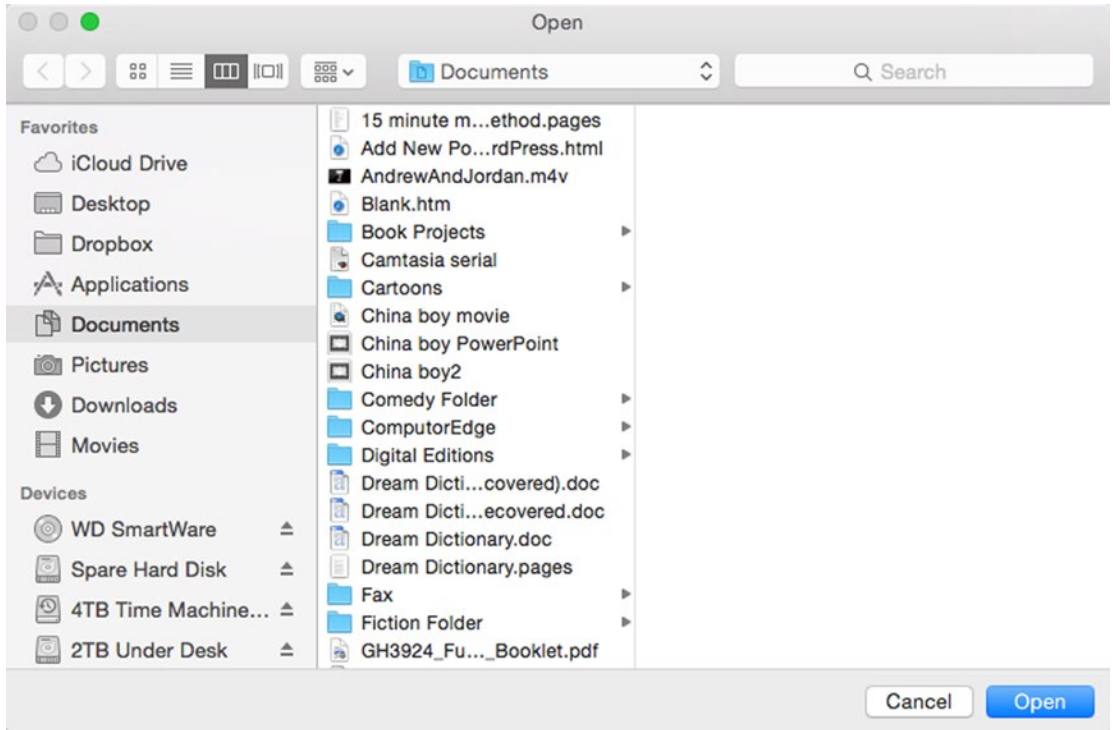 Open
Documents
Search
Favorites
iCloud Drive
Desktop
Dropbox
Applications
Documents
Pictures
Downloads
Movies
Devices
WD SmartWare
Spare Hard Disk
4TB Time Machine...
2TB Under Desk
15 minute m...ethod.pages
Add New Po...rdPress.html
AndrewAndJordan.m4v
Blank.htm
Book Projects
Camtasia serial
Cartoons
China boy movie
China boy PowerPoint
China boy2
Comedy Folder
ComputorEdge
Digital Editions
Dream Dicti...covered).doc
Dream Dicti...ecovered.doc
Dream Dictionary.doc
Dream Dictionary.pages
Fax
Fiction Folder
GH3924_Fu..._Booklet.pdf
Cancel
Open